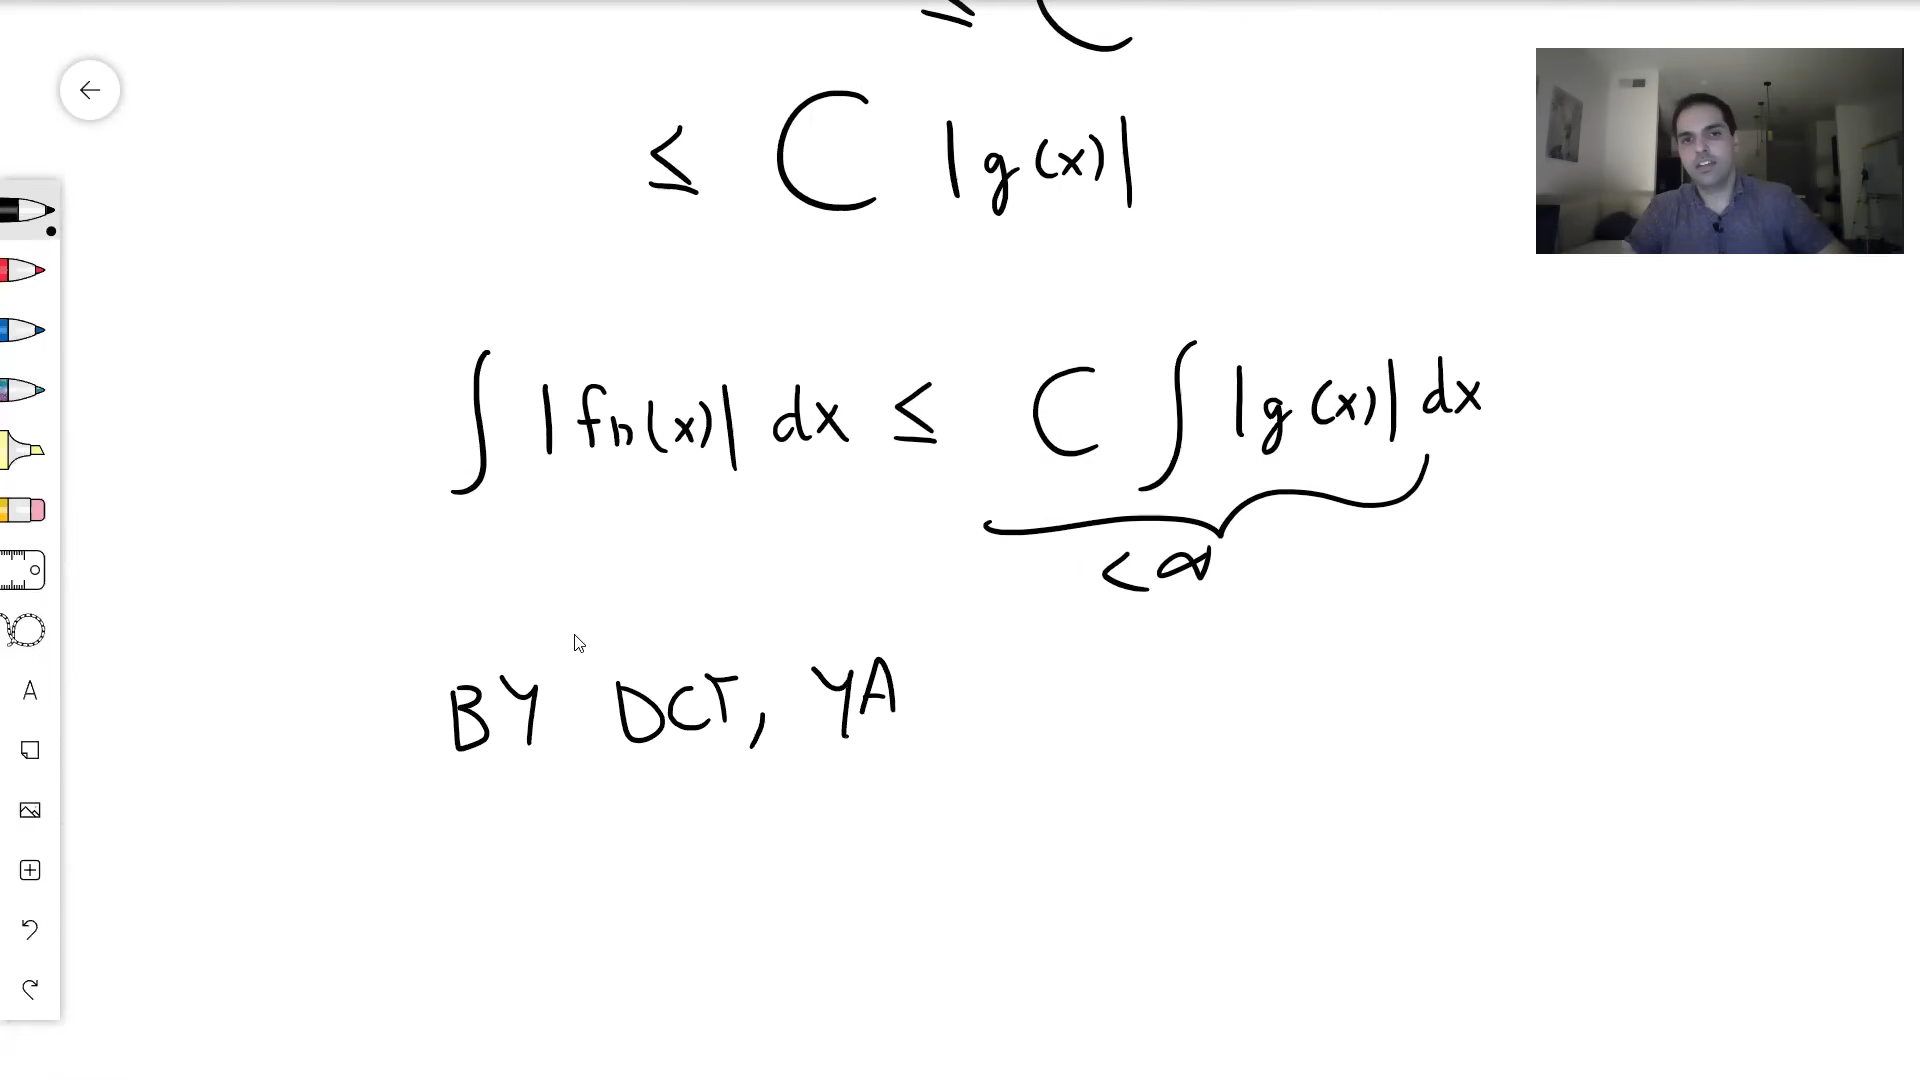 ≤ C
≤ C |g(x)|
∫ |fn(x)| dx ≤ C ∫ |g(x)| dx
< ∞
BY DCT, YA
A